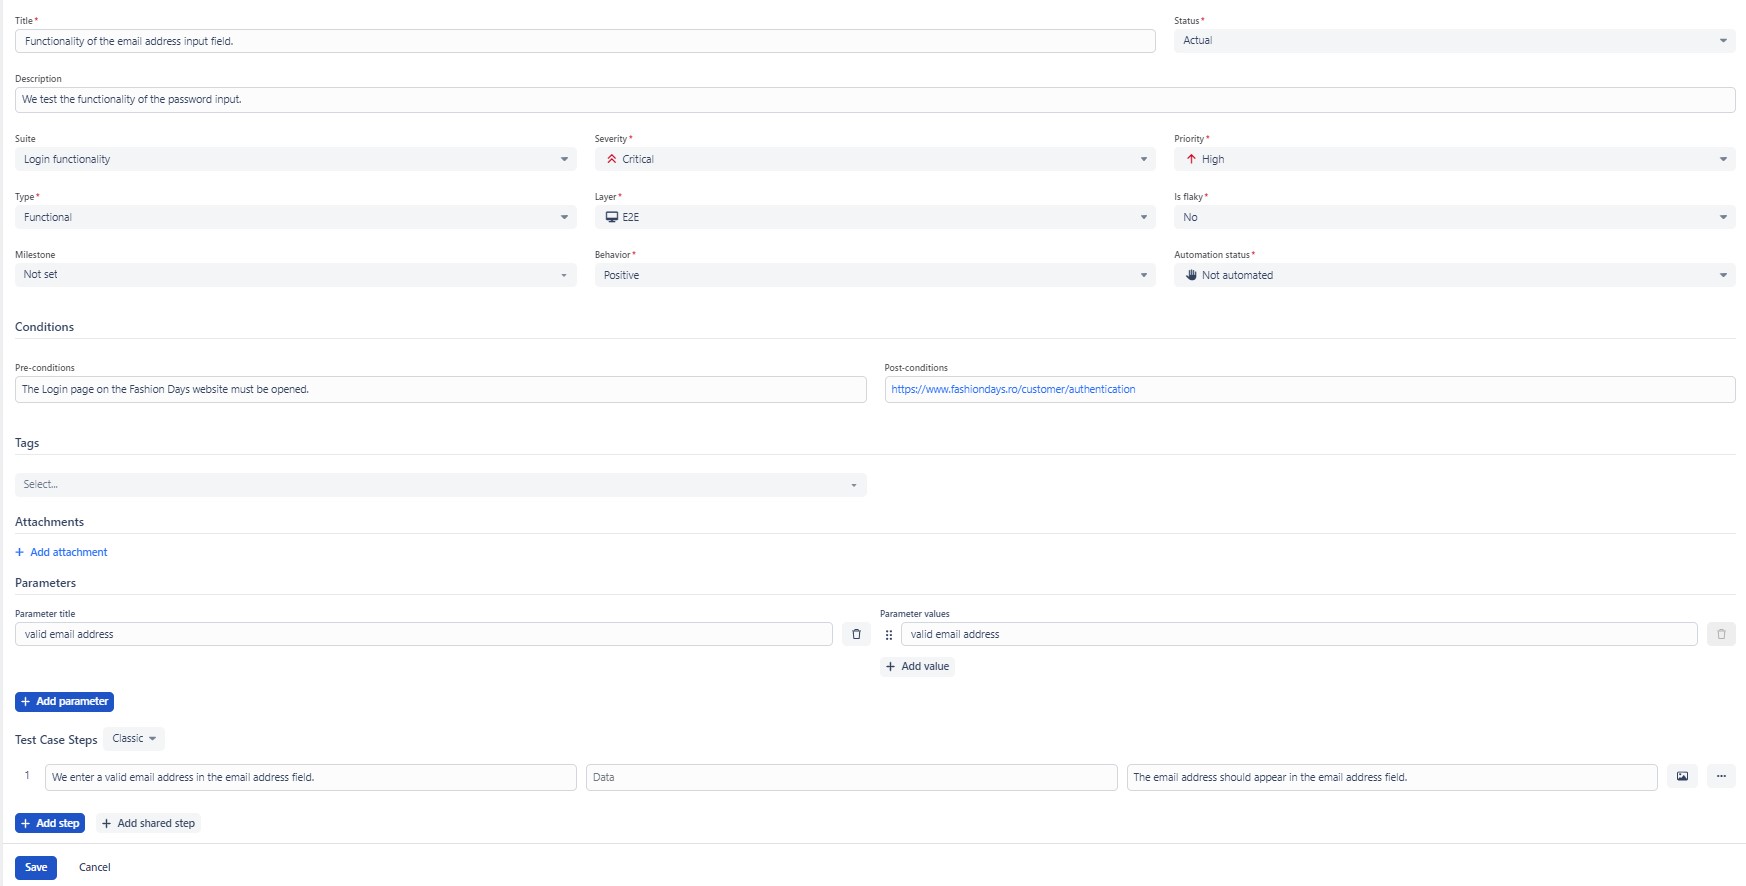 Title* Status*
Functionality of the email address input field. Actual
Description
We test the functionality of the password input.
Suite Severity* Priority*
Login functionality Critical High
Type* Layer* Is flaky*
Functional E2E No
Milestone Behavior* Automation status*
Not set Positive Not automated
Conditions
Pre-conditions Post-conditions
The Login page on the Fashion Days website must be opened. https://www.fashiondays.ro/customer/authentication
Tags
Select...
Attachments
+ Add attachment
Parameters
Parameter title Parameter values
valid email address valid email address
+ Add value
+ Add parameter
Test Case Steps Classic
1 We enter a valid email address in the email address field. Data The email address should appear in the email address field.
+ Add step + Add shared step
Save Cancel